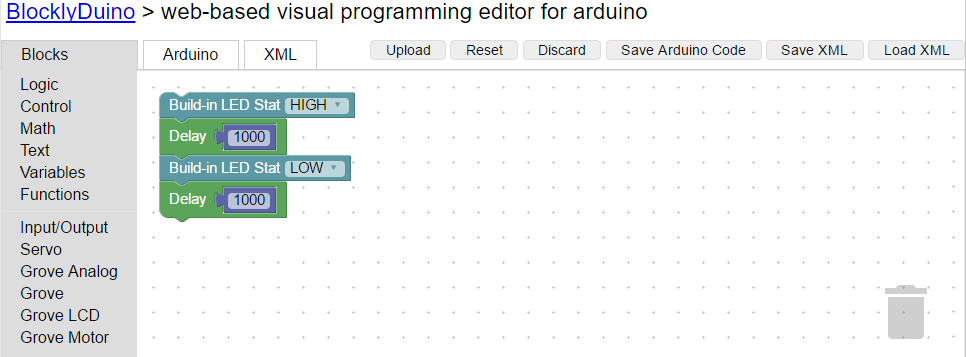 BlocklyDuino > web-based visual programming editor for arduino
Blocks Arduino XML Upload Reset Discard Save Arduino Code Save XML Load XML
Logic
Control
Math
Text
Variables
Functions
Input/Output
Servo
Grove Analog
Grove
Grove LCD
Grove Motor
Build-in LED Stat HIGH
Delay 1000
Build-in LED Stat LOW
Delay 1000